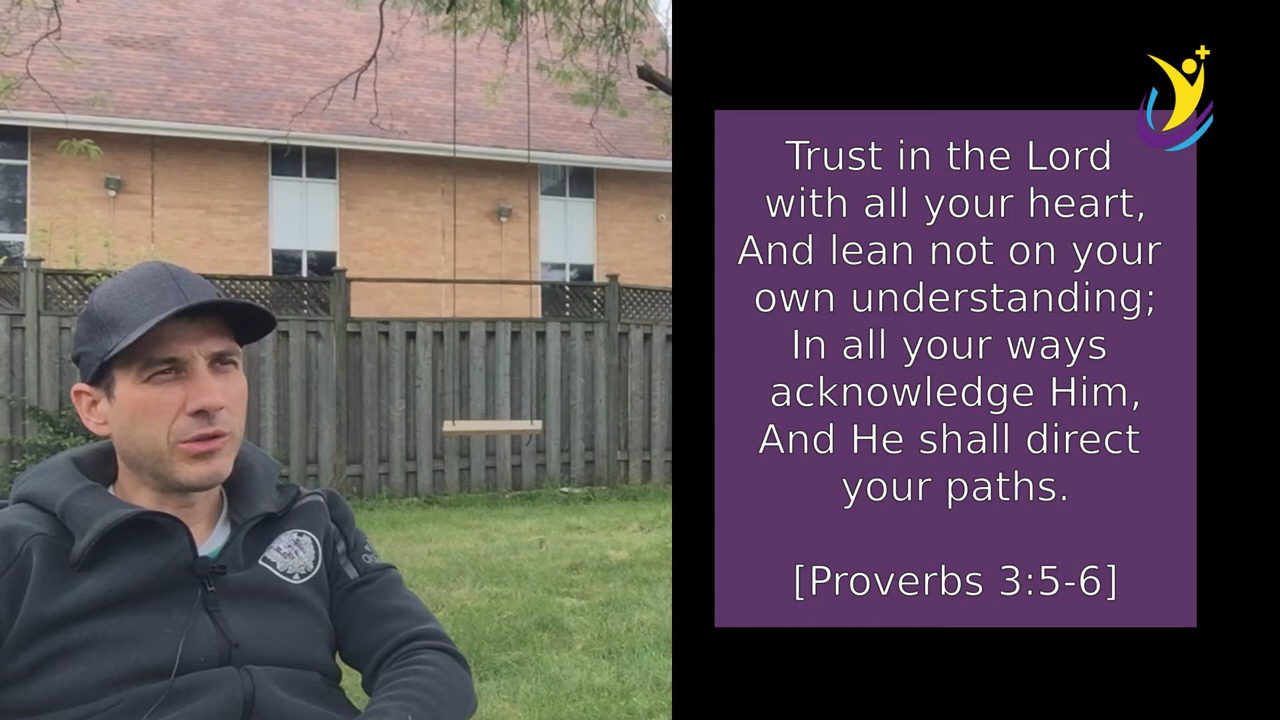 Trust in the Lord
with all your heart,
And lean not on your
own understanding;
In all your ways
acknowledge Him,
And He shall direct
your paths.
[Proverbs 3:5-6]